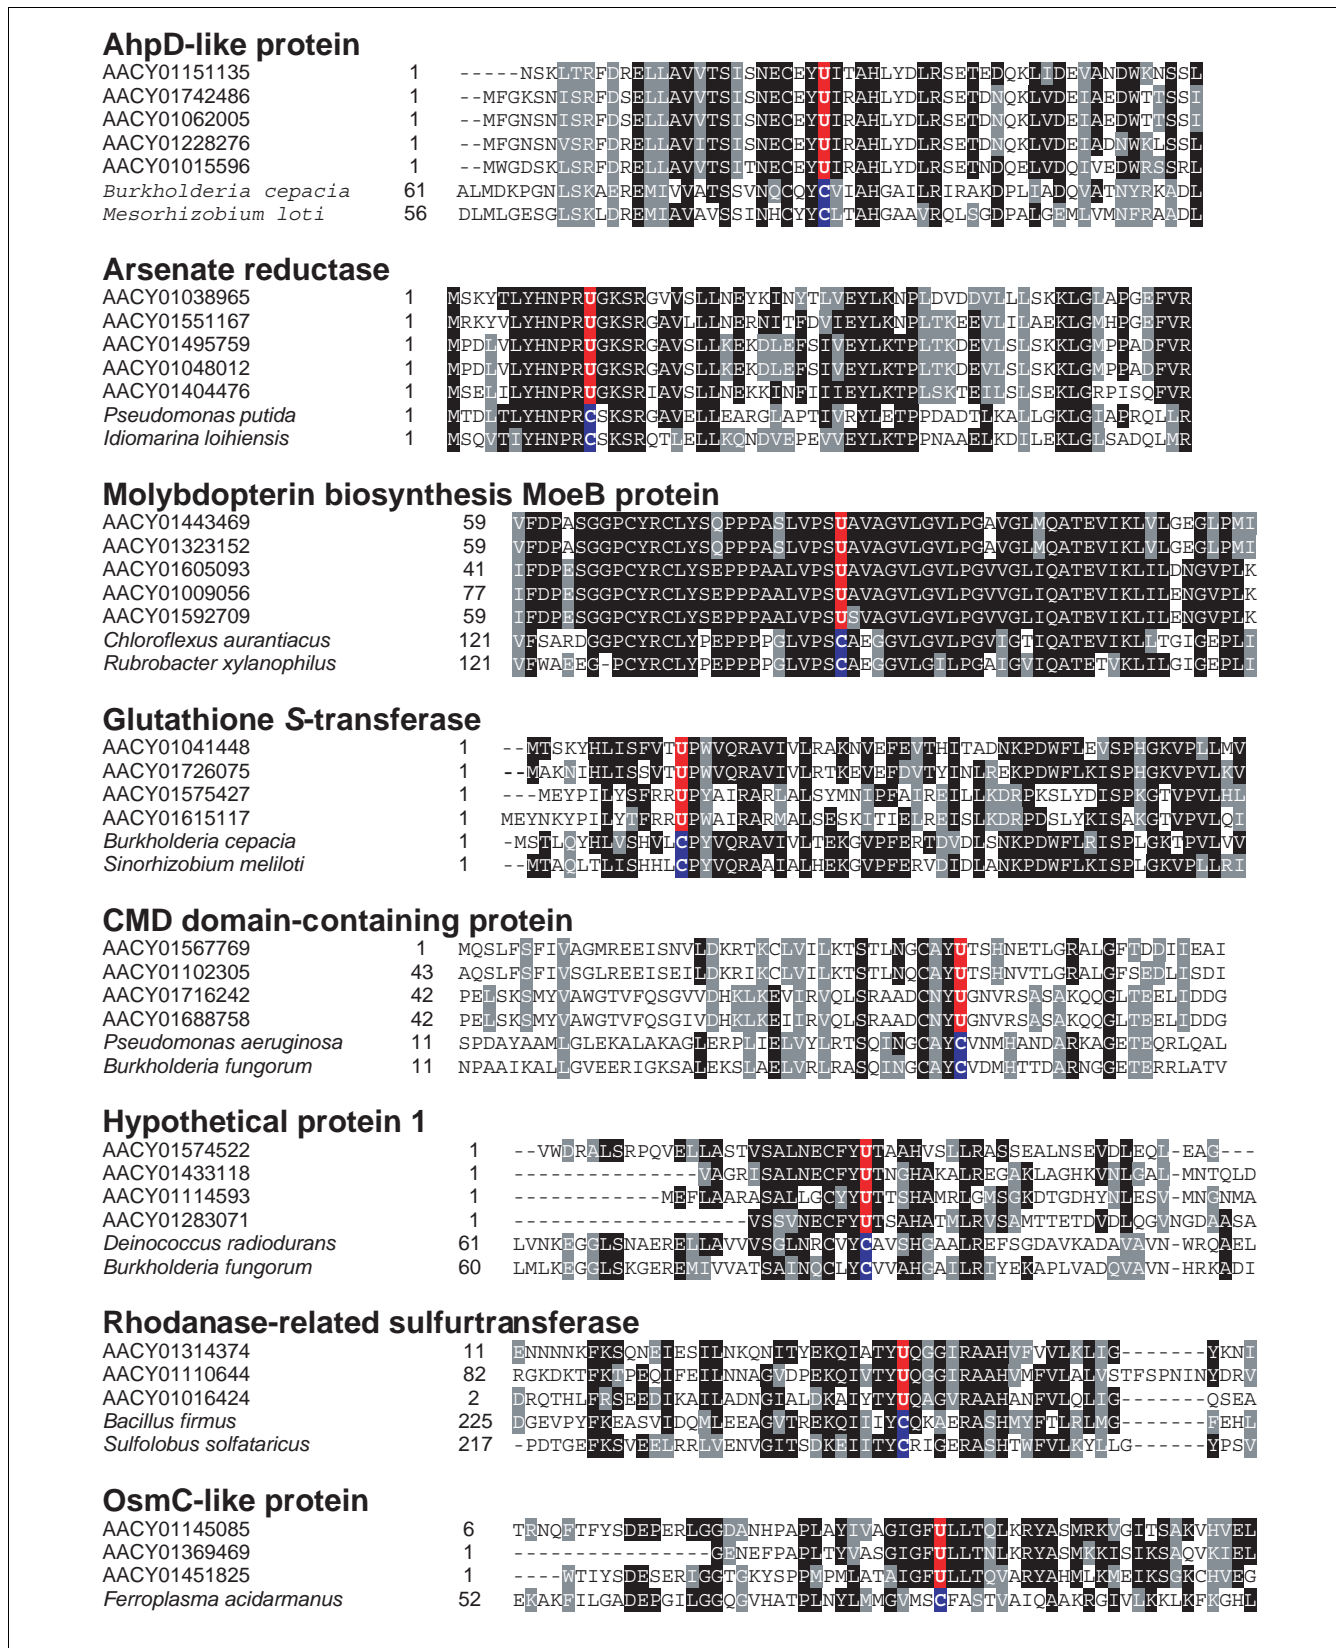 AhpD-like protein
AACY01151135 1 -----NSKLTRFDRELLAVVTSISNECEYUITAHLYDLRSETEDQKLIDEVANDWKNSSL
AACY01742486 1 --MFGKSNISRFDSELLAVVTSISNECEYUIRAHLYDLRSETDNQKLVDEIAEDWTTSSI
AACY01062005 1 --MFGNSNISRFDSELLAVVTSISNECEYUIRAHLYDLRSETDNQKLVDEIAEDWTTSSI
AACY01228276 1 --MFGNSNVSRFDSELLAVITSISNECEYUIRAHLYDLRSETDNQKLVDEIADNWKLSSL
AACY01015596 1 --MWGDSKLSRFDRELLAVVTSITNECEYUIRAHLYDLRSETNDQELVDQIVEDWRSSRL
Burkholderia cepacia 61 ALMDKPGNLSKAEREMIVVATSSVNQCQYCVIAHGAILRIRAKDPLIADQVATNYRKADL
Mesorhizobium loti 56 DLMLGESGLSKLDREMIAVAVSSINHCYYCLTAHGAAVRQLSGDPALGEMLVMNFRAADL
Arsenate reductase
AACY01038965 1 MSKYTLYHNPRUGKSRGVVSLLNEYKINYTLVEYLKNPLDVDDVLLLSKKLGLAPGEFVR
AACY01551167 1 MRKYVLYHNPRUGKSRGAVLLLNERNITFDVIEYLKNPLTKEEVLILAEKLGMHPGEFVR
AACY01495759 1 MPDLVLYHNPRUGKSRGAVSLLKEKDLEFSIVEYLKTPLTKDEVLSLSKKLGMPPADFVR
AACY01048012 1 MPDLVLYHNPRUGKSRGAVSLLKEKDLEFSIVEYLKTPLTKDEVLSLSKKLGMPPADFVR
AACY01404476 1 MSELILYHNPRUGKSRIAVSLLNEKKINFIIIEYLKTPLSKTEILSLSEKLGRPISQFVR
Pseudomonas putida 1 MTDLTLYHNPRCSKSRGAVELLEARGLAPTIVRYLETPPDADTLKALLGKLGIAPRQLLR
Idiomarina loihiensis 1 MSQVTIYHNPRCSKSRQTLELLKQNDVEPEVVEYLKTPPNAAELKDILEKLGLSADQLMR
Molybdopterin biosynthesis MoeB protein
AACY01443469 59 VFDPASGGPCYRCLYSQPPPASLVPSUAVAGVLGVLPGAVGLMQATEVIKLVLGEGLPMI
AACY01323152 59 VFDPASGGPCYRCLYSQPPPASLVPSUAVAGVLGVLPGAVGLMQATEVIKLVLGEGLPMI
AACY01605093 41 IFDPESGGPCYRCLYSEPPPAALVPSUAVAGVLGVLPGVVGLIQATEVIKLILDNGVPLK
AACY01009056 77 IFDPESGGPCYRCLYSEPPPAALVPSUAVAGVLGVLPGVVGLIQATEVIKLILENGVPLK
AACY01592709 59 IFDPESGGPCYRCLYSEPPPAALVPSUSVAGVLGVLPGVVGLIQATEVIKLILENGVPLK
Chloroflexus aurantiacus 121 VFSARDGGPCYRCLYPEPPPPGLVPSCAEGGVLGVLPGVIGTIQATEVIKLLTGIGEPLI
Rubrobacter xylanophilus 121 VFWAEEG-PCYRCLYPEPPPPGLVPSCAEGGVLGILPGAIGVIQATETVKLILGIGEPLI
Glutathione S-transferase
AACY01041448 1 --MTSKYHLISFVTUPWVQRAVIVLRAKNVEFEVTHITADNKPDWFLEVSPHGKVPLLMV
AACY01726075 1 --MAKNIHLISSVTUPWVQRAVIVLRTKEVEFDVTYINLREKPDWFLKISPHGKVPVLKV
AACY01575427 1 ---MEYPILYSFRRUPYAIRARLALSYMNIPFAIREILLKDRPKSLYDISPKGTVPVLHL
AACY01615117 1 MEYNKYPILYTFRRUPWAIRARMALSESKITIELREISLKDRPDSLYKISAKGTVPVLQI
Burkholderia cepacia 1 -MSTLQYHLVSHVLCPYVQRAVIVLTEKGVPFERTDVDLSNKPDWFLRISPLGKTPVLVV
Sinorhizobium meliloti 1 --MTAQLTLISHHLCPYVQRAAIALHEKGVPFERVDIDLANKPDWFLKISPLGKVPLLRI
CMD domain-containing protein
AACY01567769 1 MQSLFSFIVAGMREEISNVLDKRTKCLVILKTSTLNGCAYUTSHNETLGRALGFTDDIIEAI
AACY01102305 43 AQSLFSFIVSGLREEISEILDKRIKCLVILKTSTLNQCAYUTSHNVTLGRALGFSEDLISDI
AACY01716242 42 PELSKSMYVAWGTVFQSGVVDHKLKEVIRVQLSRAADCNYUGNVRSASAKQQGLTEELIDDG
AACY01688758 42 PELSKSMYVAWGTVFQSGIVDHKLKEIIRVQLSRAADCNYUGNVRSASAKQQGLTEELIDDG
Pseudomonas aeruginosa 11 SPDAYAAMLGLEKALAKAGLERPLIELVYLRTSQINGCAYCVNMHANDARKAGETEQRLQAL
Burkholderia fungorum 11 NPAAIKALLGVEERIGKSALEKSLAELVRLRASQINGCAYCVDMHTTDARNGGETERRLATV
Hypothetical protein 1
AACY01574522 1 --VWDRALSRPQVELLASTVSALNECFYUTAAHVSLLRASSEALNSEVDLEQL-EAG---
AACY01433118 1 ---------------VAGRISALNECFYUTNGHAKALREGAKLAGHKVNLGAL-MNTQLD
AACY01114593 1 ------------MEFLAARASALLGCYYUTTSHAMRLGMSGKDTGDHYNLESV-MNGNMA
AACY01283071 1 -------------------VSSVNECFYUTSAHATMLRVSAMTTETDVDLQGVNGDAASA
Deinococcus radiodurans 61 LVNKEGGLSNAERELLAVVVSGLNRCVYCAVSHGAALREFSGDAVKADAVAVN-WRQAEL
Burkholderia fungorum 60 LMLKEGGLSKGEREMIVVATSAINQCLYCVVAHGAILRIYEKAPLVADQVAVN-HRKADI
Rhodanase-related sulfurtransferase
AACY01314374 11 ENNNNKFKSQNEIESILNKQNITYEKQIATYUQGGIRAAHVFVVLKLIG-------YKNI
AACY01110644 82 RGKDKTFKTPEQIFEILNNAGVDPEKQIVTYUQGGIRAAHVMFVLALVSTFSPNINYDRV
AACY01016424 2 DRQTHLFRSEEDIKAILADNGIALDKAIYTYUQAGVRAAHANFVLQLIG-------QSEA
Bacillus firmus 225 DGEVPYFKEASVIDQMLEEAGVTREKQIIIYCQKAERASHMYFTLRLMG-------FEHL
Sulfolobus solfataricus 217 -PDTGEFKSVEELRRLVENVGITSDKEIITYCRIGERASHTWFVLKYLLG------YPSV
OsmC-like protein
AACY01145085 6 TRNQFTFYSDEPERLGGDANHPAPLAYIVAGIGFULLTQLKRYASMRKVGITSAKVHVEL
AACY01369469 1 ----------------GENEFPAPLTYVASGIGFULLTNLKRYASMKKISIKSAQVKIEL
AACY01451825 1 ----WTIYSDESERIGGTGKYSPPMPMLATAIGFULLTQVARYAHMLKMEIKSGKCHVEG
Ferroplasma acidarmanus 52 EKAKFILGADEPGILGGQGVHATPLNYLMMGVMSCFASTVAIQAAKRGIVLKKLKFKGHL